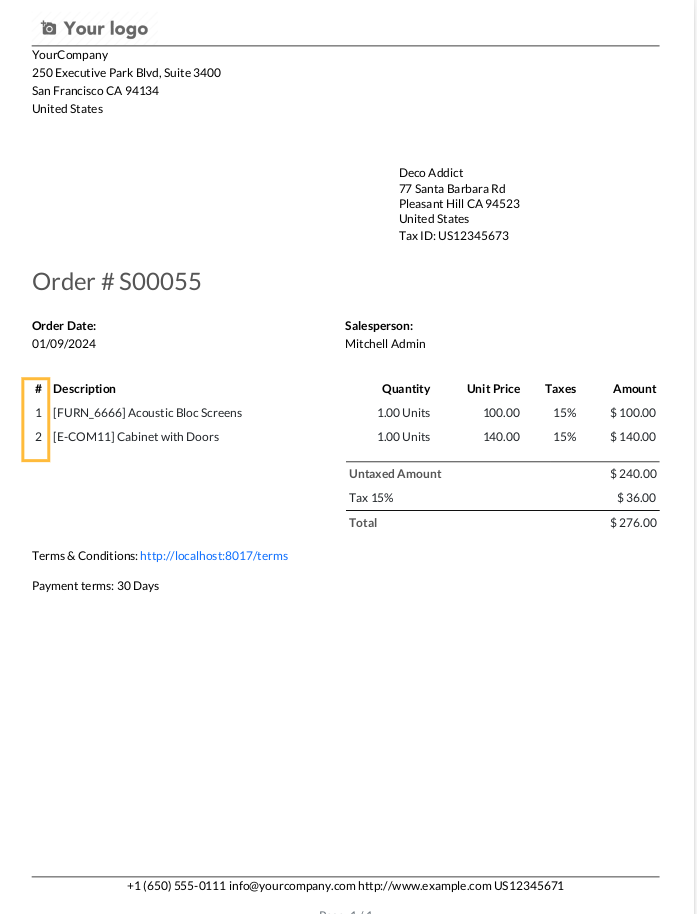 Your logo
YourCompany
250 Executive Park Blvd, Suite 3400
San Francisco CA 94134
United States
Deco Addict
77 Santa Barbara Rd
Pleasant Hill CA 94523
United States
Tax ID: US12345673
Order # S00055
Order Date: Salesperson:
01/09/2024 Mitchell Admin
# Description Quantity Unit Price Taxes Amount
1 [FURN_6666] Acoustic Bloc Screens 1.00 Units 100.00 15% $ 100.00
2 [E-COM11] Cabinet with Doors 1.00 Units 140.00 15% $ 140.00
Untaxed Amount $ 240.00
Tax 15% $ 36.00
Total $ 276.00
Terms & Conditions: http://localhost:8017/terms
Payment terms: 30 Days
+1 (650) 555-0111 info@yourcompany.com http://www.example.com US12345671